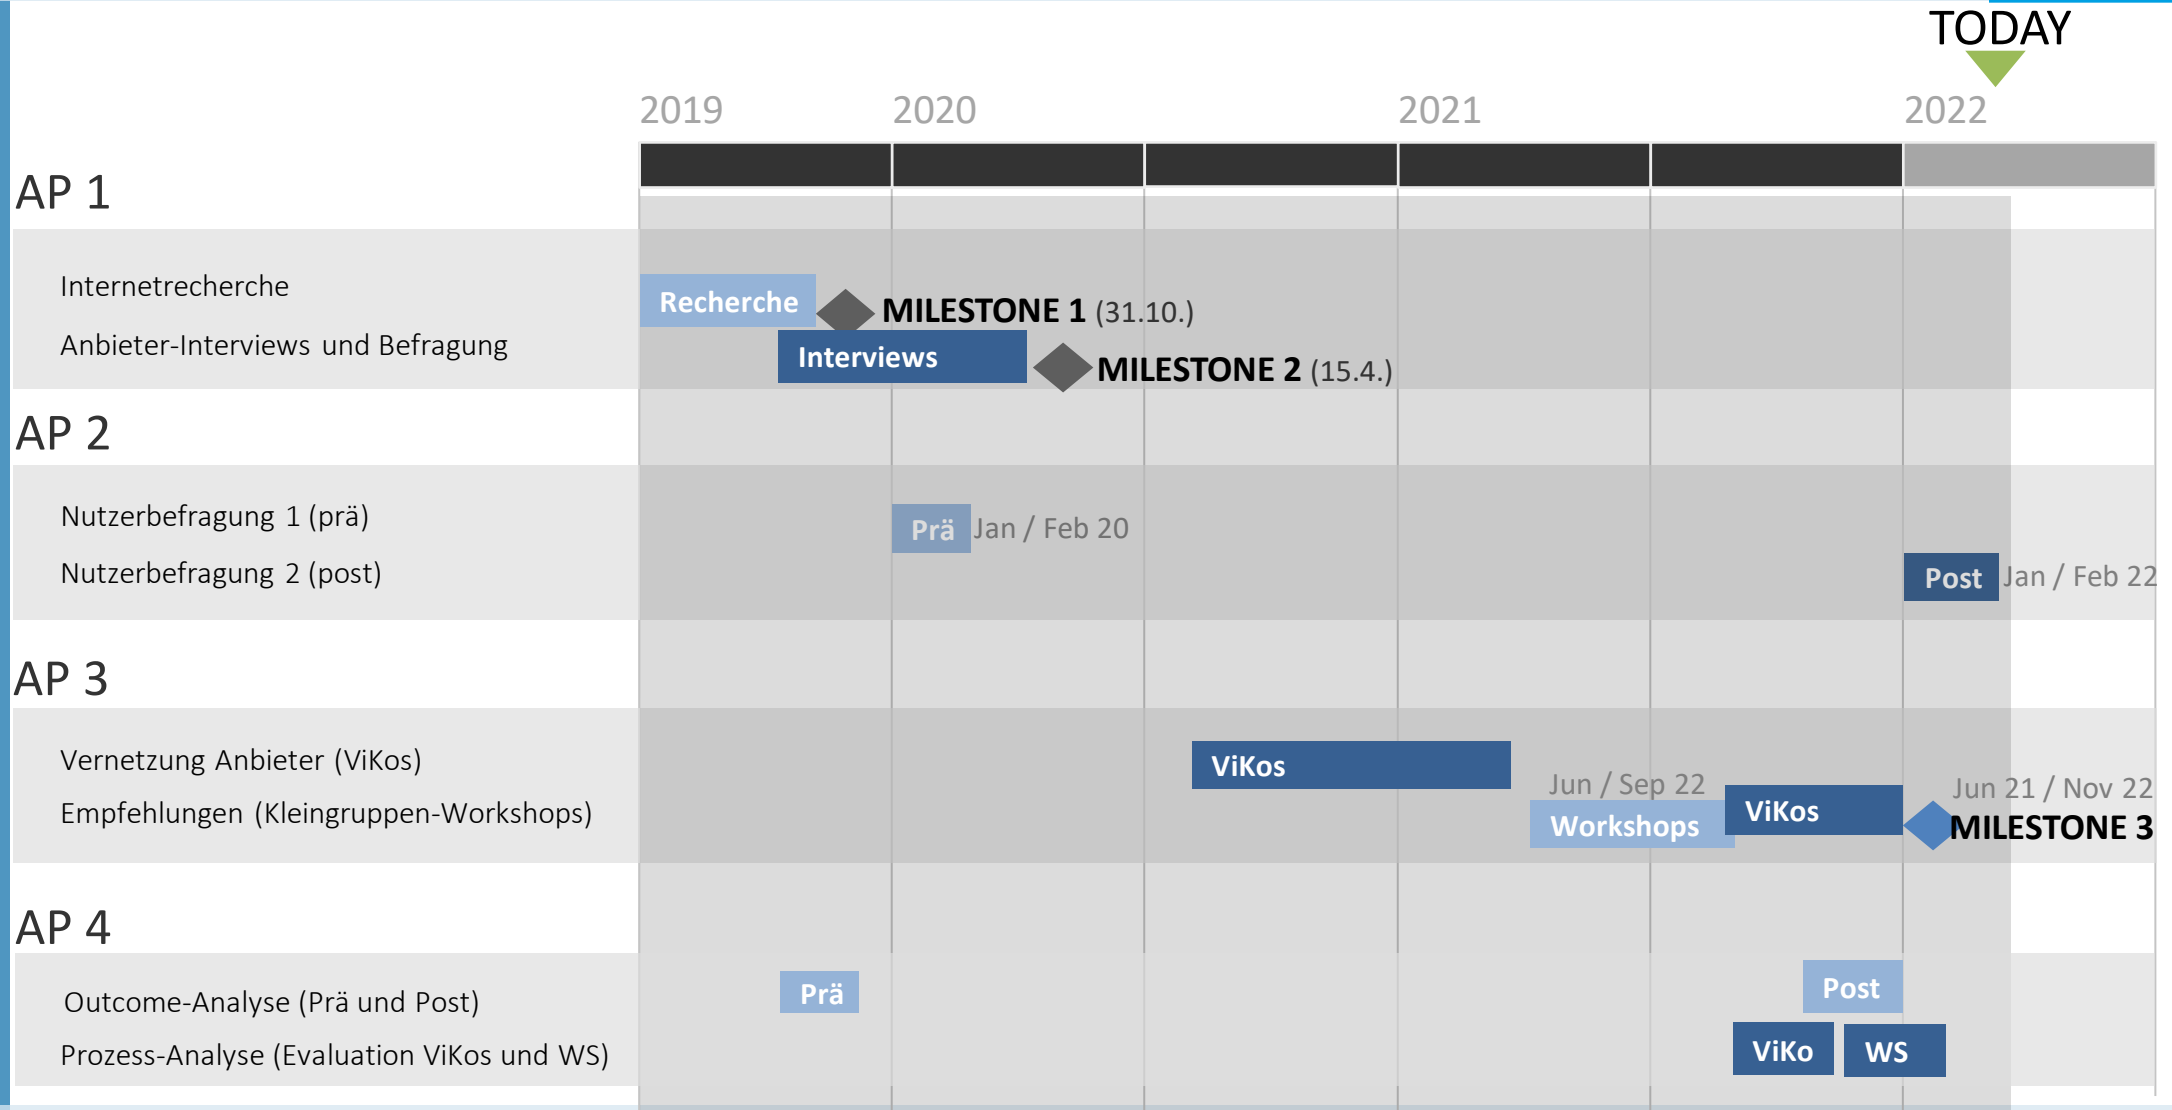 TODAY
2019 2020 2021 2022
AP 1
Internetrecherche
Recherche
MILESTONE 1 (31.10.)
Anbieter-Interviews und Befragung
Interviews
MILESTONE 2 (15.4.)
AP 2
Nutzerbefragung 1 (prä)
Prä
Jan / Feb 20
Nutzerbefragung 2 (post)
Post
Jan / Feb 22
AP 3
Vernetzung Anbieter (ViKos)
ViKos
Jun / Sep 22
Jun 21 / Nov 22
Empfehlungen (Kleingruppen-Workshops)
Workshops
ViKos
MILESTONE 3
AP 4
Outcome-Analyse (Prä und Post)
Prä
Post
Prozess-Analyse (Evaluation ViKos und WS)
ViKo
WS